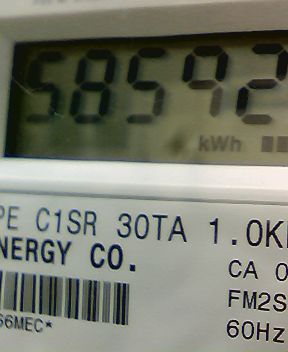 58592
kWh
PE C1SR 30TA 1.0K
NERGY CO.
CA 0
FM2S
66MEC*
60Hz